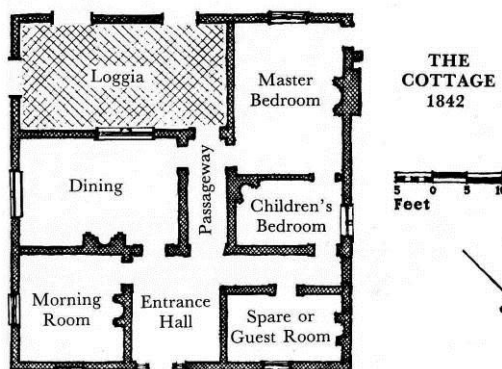 Loggia
Master
Bedroom
THE
COTTAGE
1842
Dining
Passageway
Children's
Bedroom
5 0 10
Feet
Morning
Room
Entrance
Hall
Spare or
Guest Room